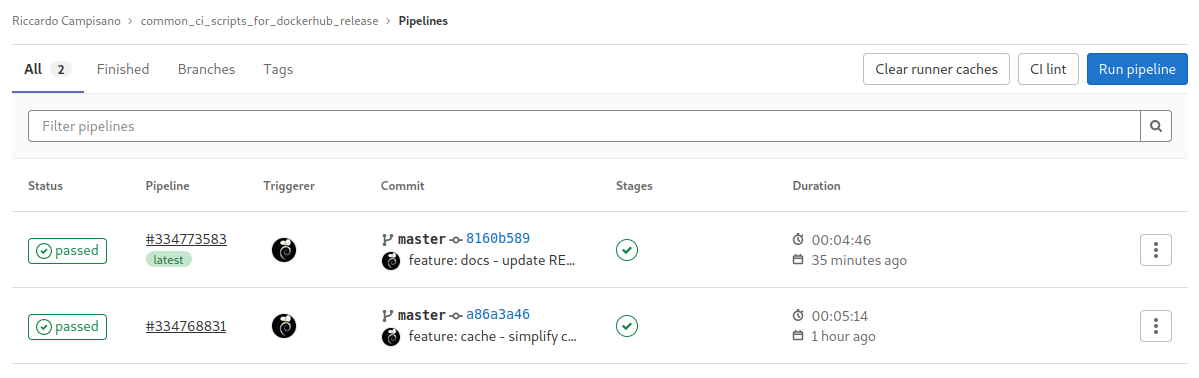 Riccardo Campisano > common_ci_scripts_for_dockerhub_release > Pipelines
All 2 Finished Branches Tags Clear runner caches CI lint Run pipeline
Filter pipelines
Status Pipeline Triggerer Commit Stages Duration
passed #334773583 master 8160b589 00:04:46
latest feature: docs - update RE... 35 minutes ago
passed #334768831 master a86a3a46 00:05:14
feature: cache - simplify c... 1 hour ago